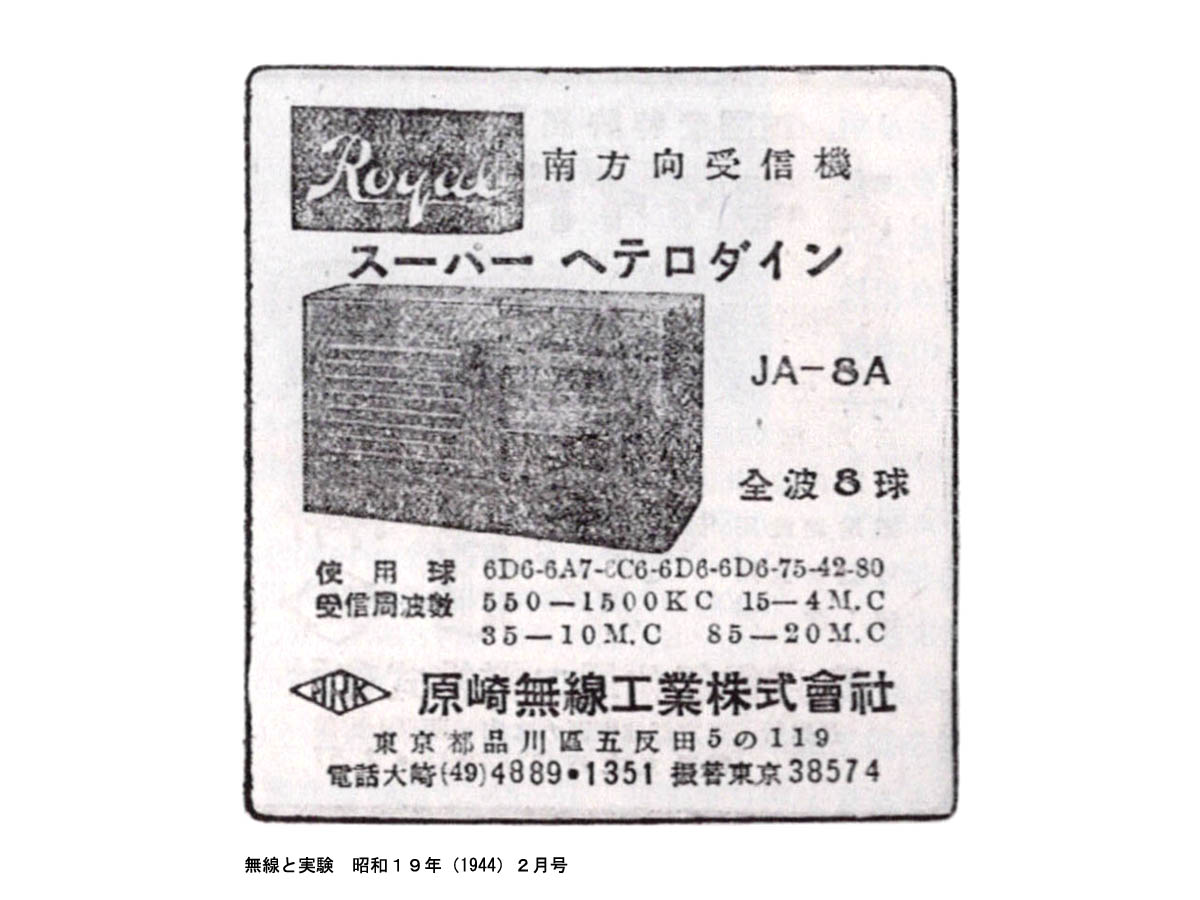 Royal
南方向受信機
スーパー ヘテロダイン
JA-8A
全波8球
使用球 6D6-6A7-6C6-6D6-6D6-75-42-80
受信周波数 550—1500KC 15—4M.C
35—10M.C 85—20M.C
JRK 原崎無線工業株式會社
東京都品川區五反田5の119
電話大崎(49)4889・1351 振替東京38574
無線と実験 昭和19年(1944)2月号